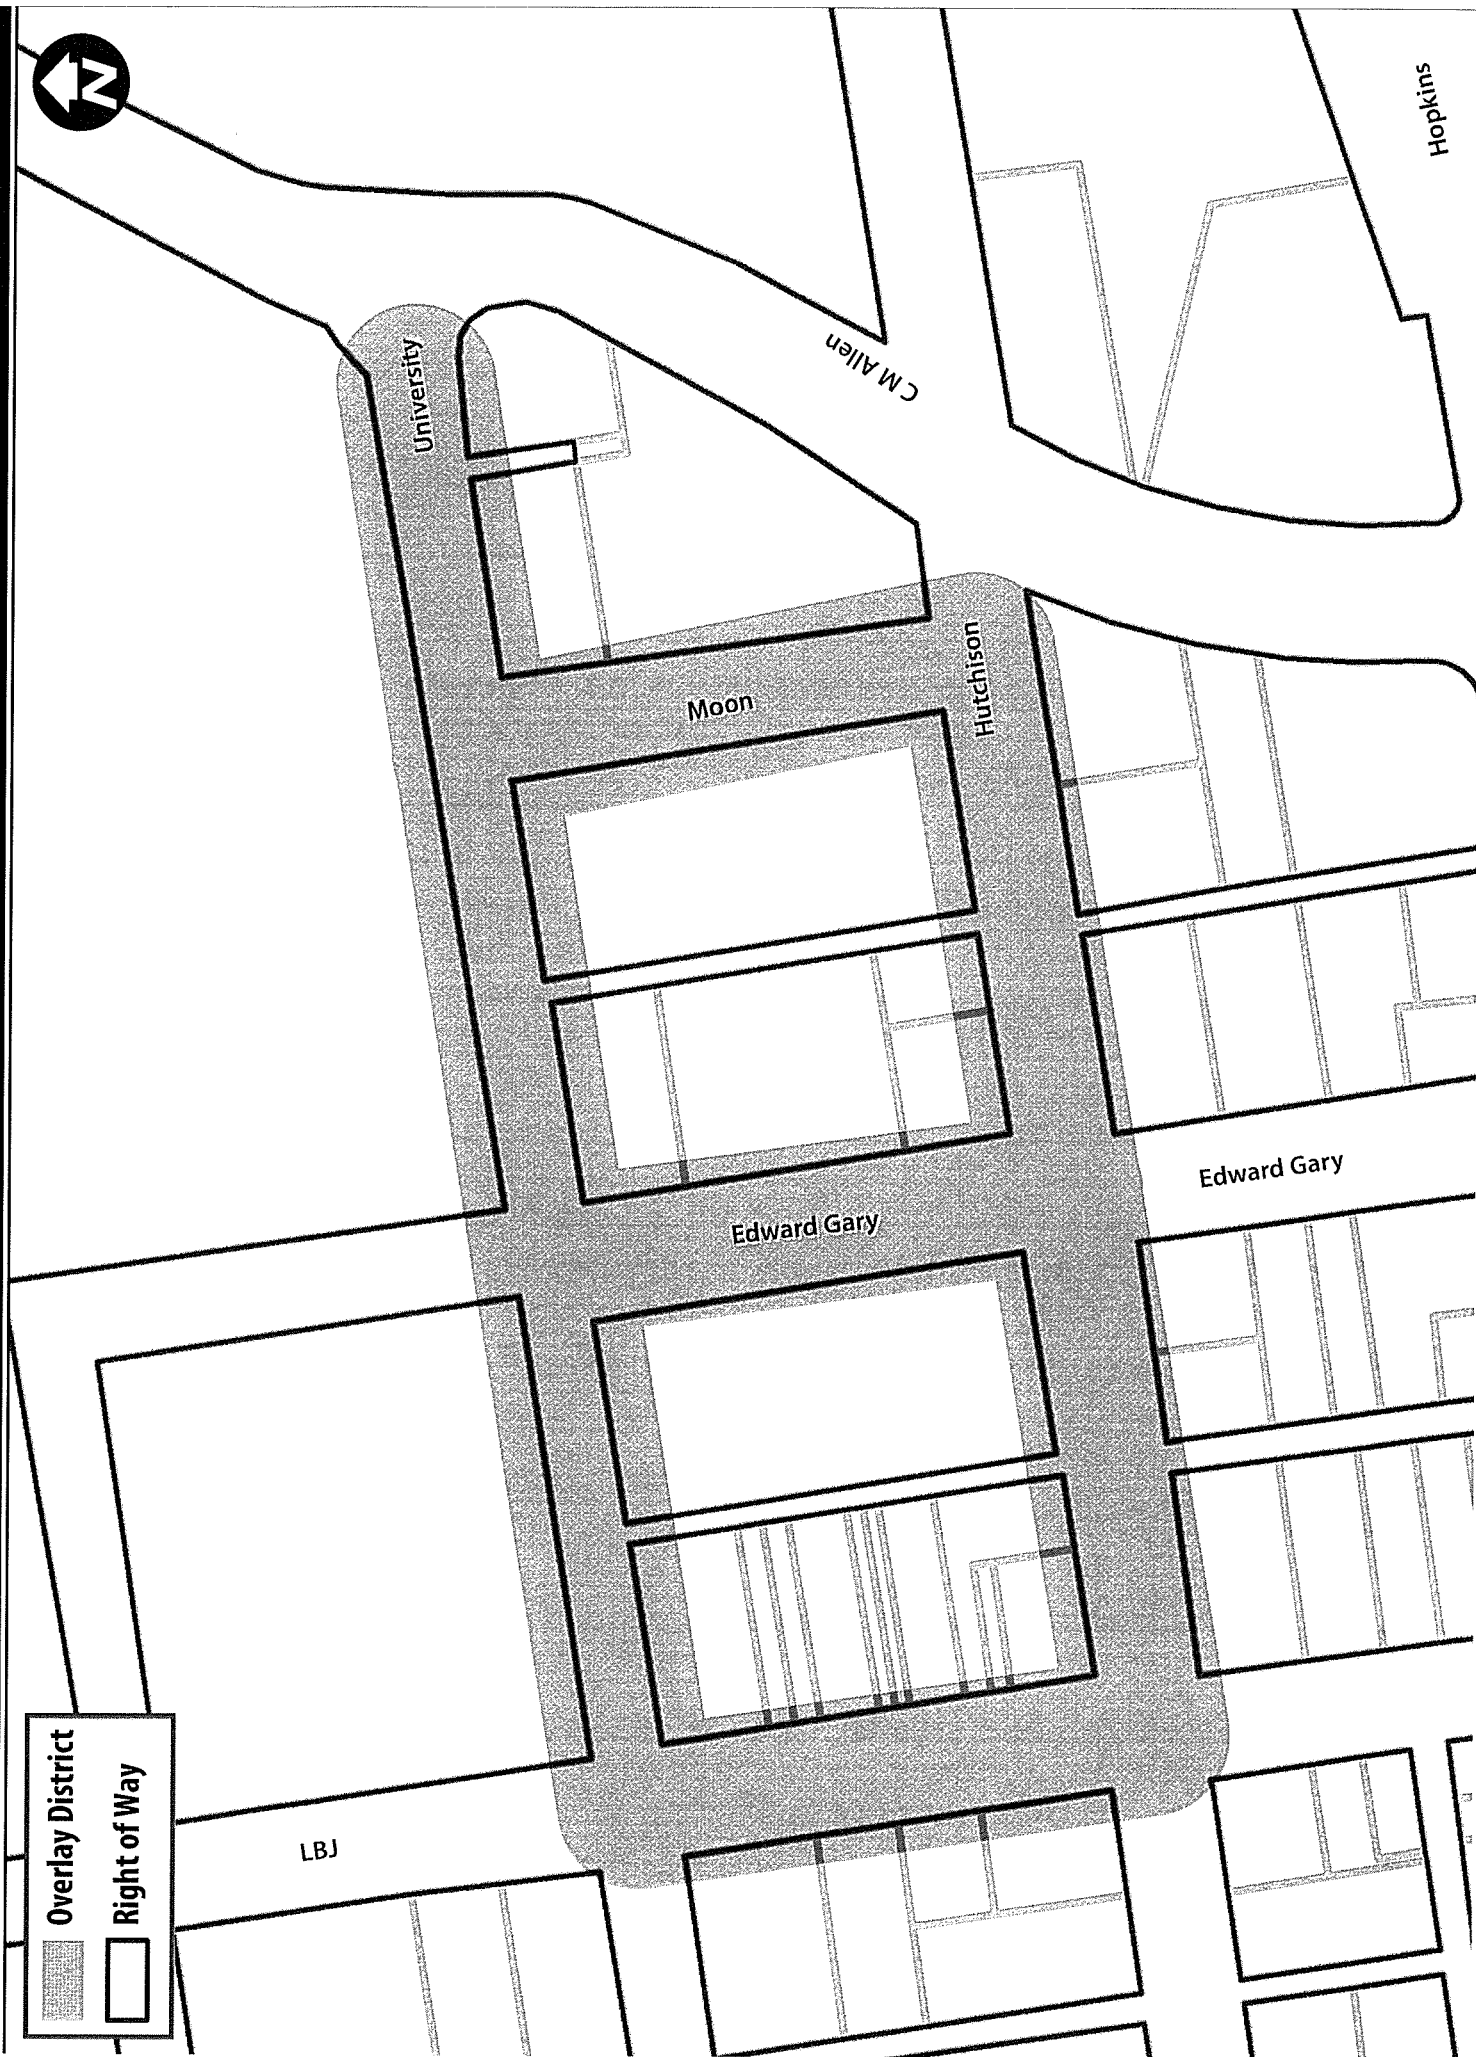 N
Hopkins
C M Allen
University
Hutchison
Moon
Edward Gary
Edward Gary
LBJ
Overlay District
Right of Way